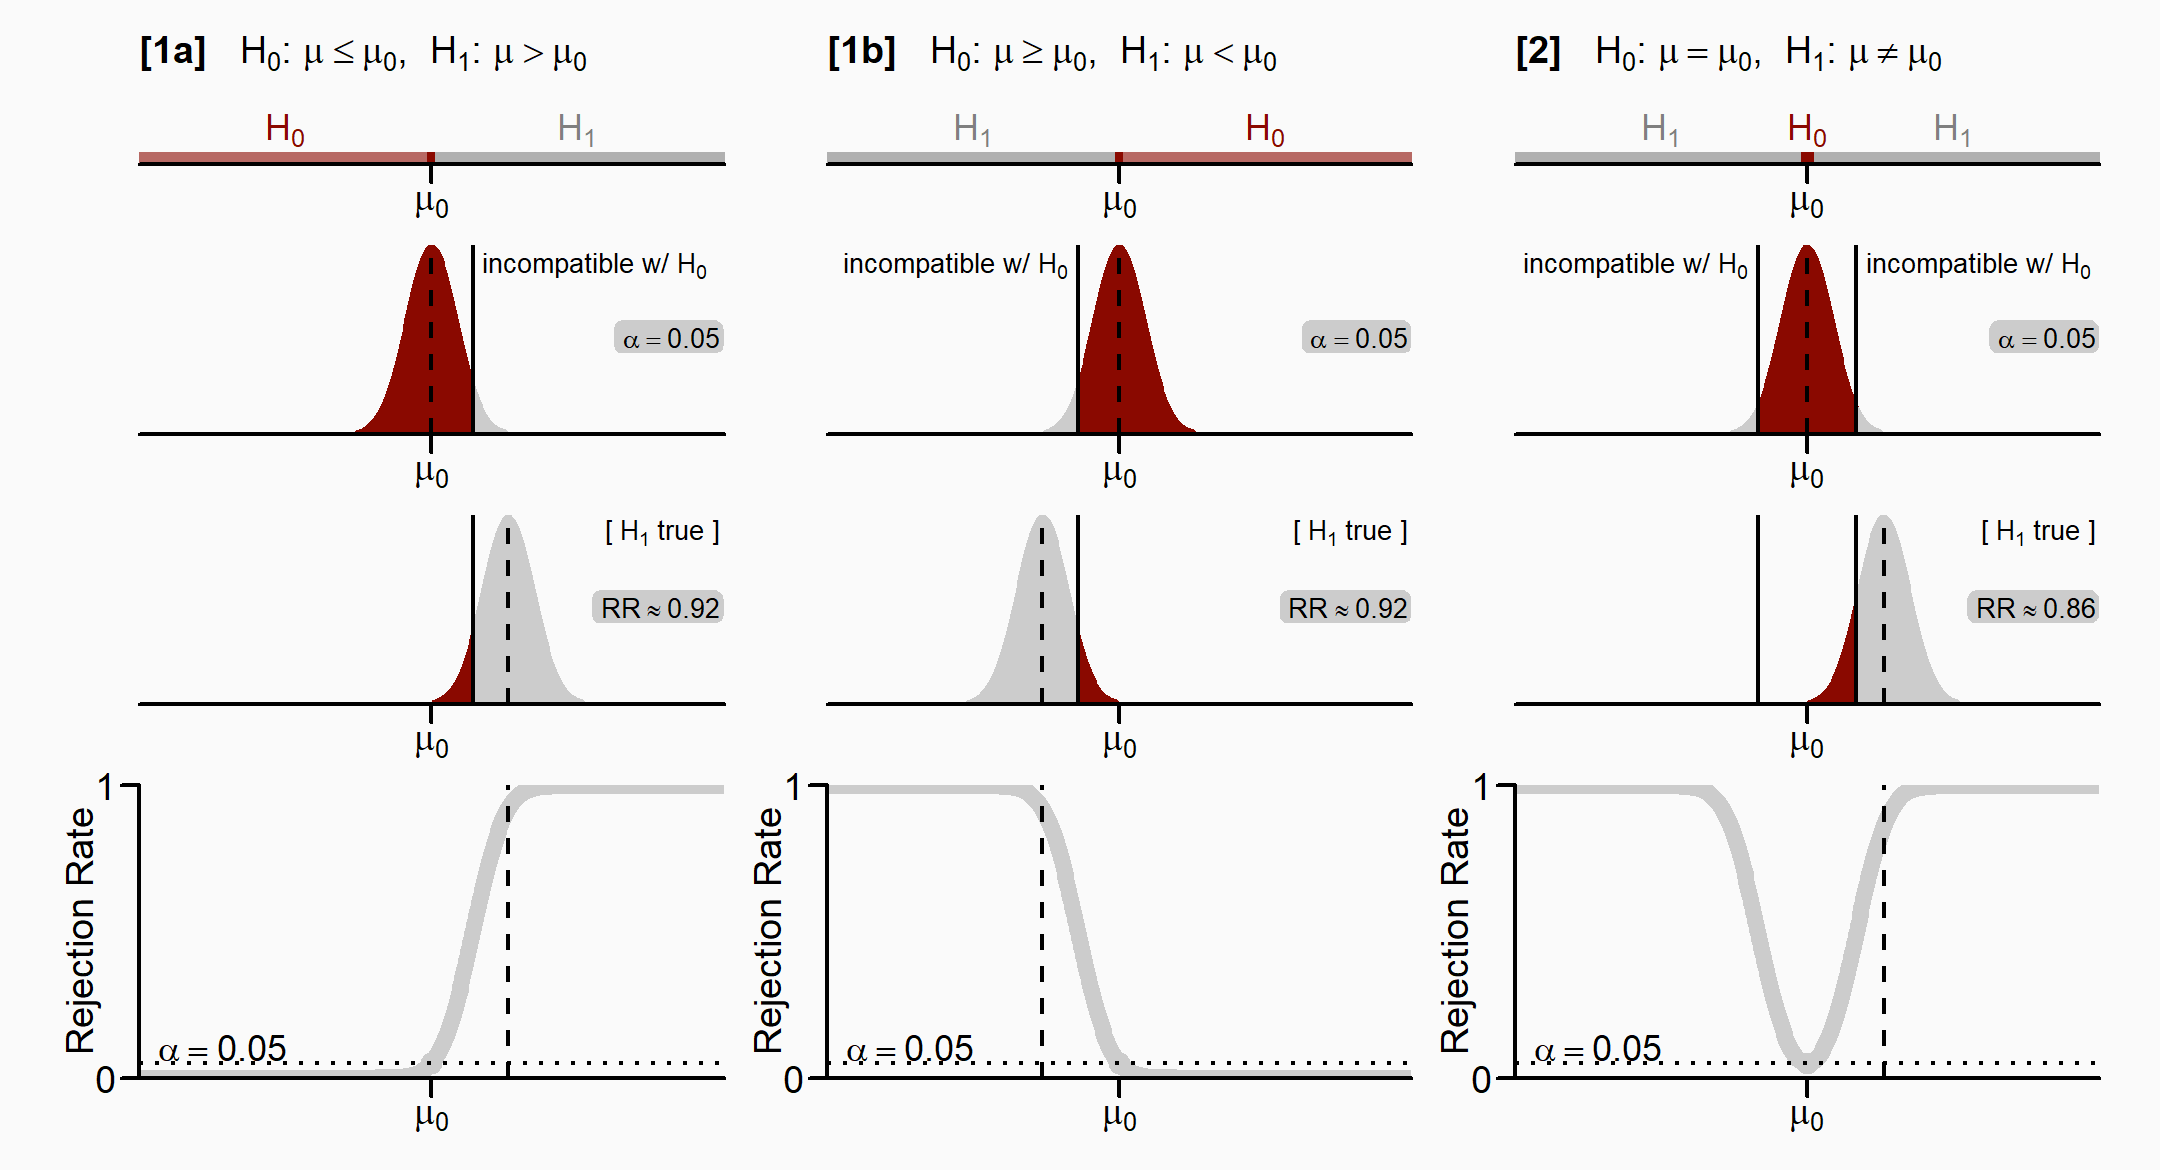 [1a] H₀: μ ≤ μ₀, H₁: μ > μ₀
H₀ H₁
μ₀
incompatible w/ H₀
α = 0.05
μ₀
[ H₁ true ]
RR ≈ 0.92
μ₀
Rejection Rate
1
α = 0.05
0
μ₀
[1b] H₀: μ ≥ μ₀, H₁: μ < μ₀
H₁ H₀
μ₀
incompatible w/ H₀
α = 0.05
μ₀
[ H₁ true ]
RR ≈ 0.92
μ₀
Rejection Rate
1
α = 0.05
0
μ₀
[2] H₀: μ = μ₀, H₁: μ ≠ μ₀
H₁ H₀ H₁
μ₀
incompatible w/ H₀ incompatible w/ H₀
α = 0.05
μ₀
[ H₁ true ]
RR ≈ 0.86
μ₀
Rejection Rate
1
α = 0.05
0
μ₀